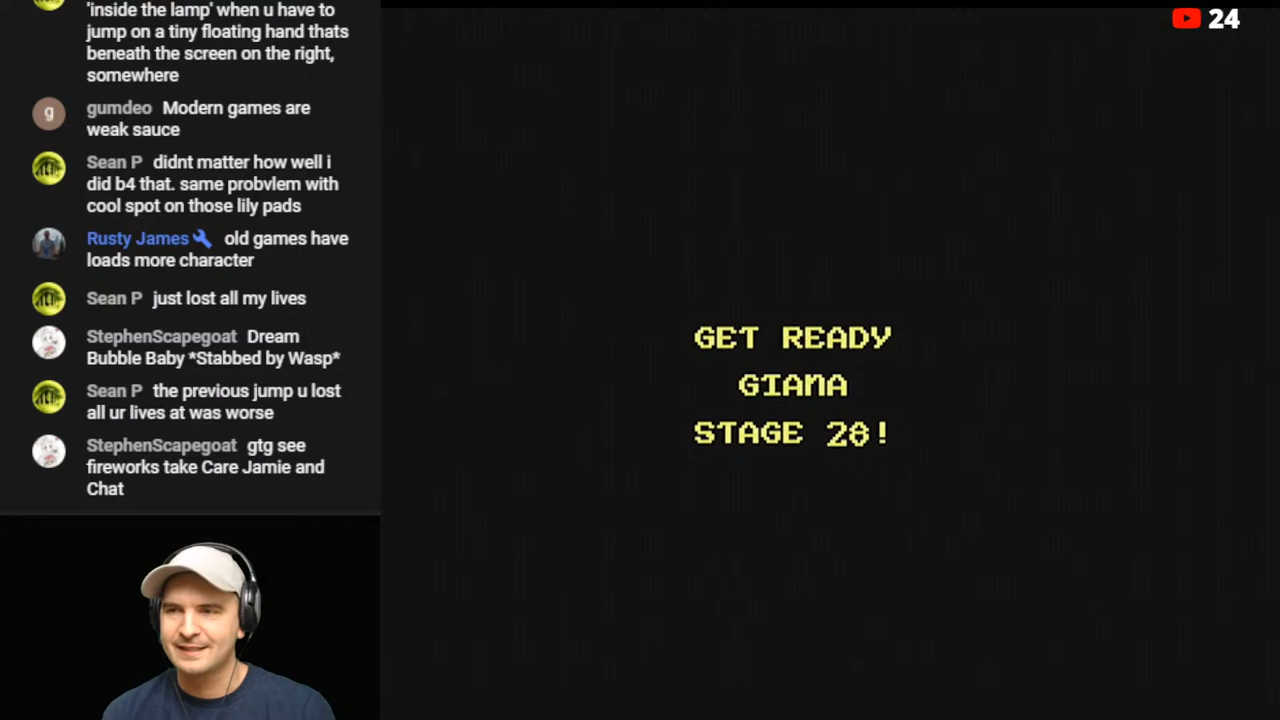 24
'inside the lamp' when u have to
jump on a tiny floating hand thats
beneath the screen on the right,
somewhere
g
gumdeo Modern games are
weak sauce
Sean P didnt matter how well i
did b4 that. same probvlem with
cool spot on those lily pads
Rusty James old games have
loads more character
Sean P just lost all my lives
StephenScapegoat Dream
Bubble Baby *Stabbed by Wasp*
Sean P the previous jump u lost
all ur lives at was worse
StephenScapegoat gtg see
fireworks take Care Jamie and
Chat
GET READY
GIANA
STAGE 28!